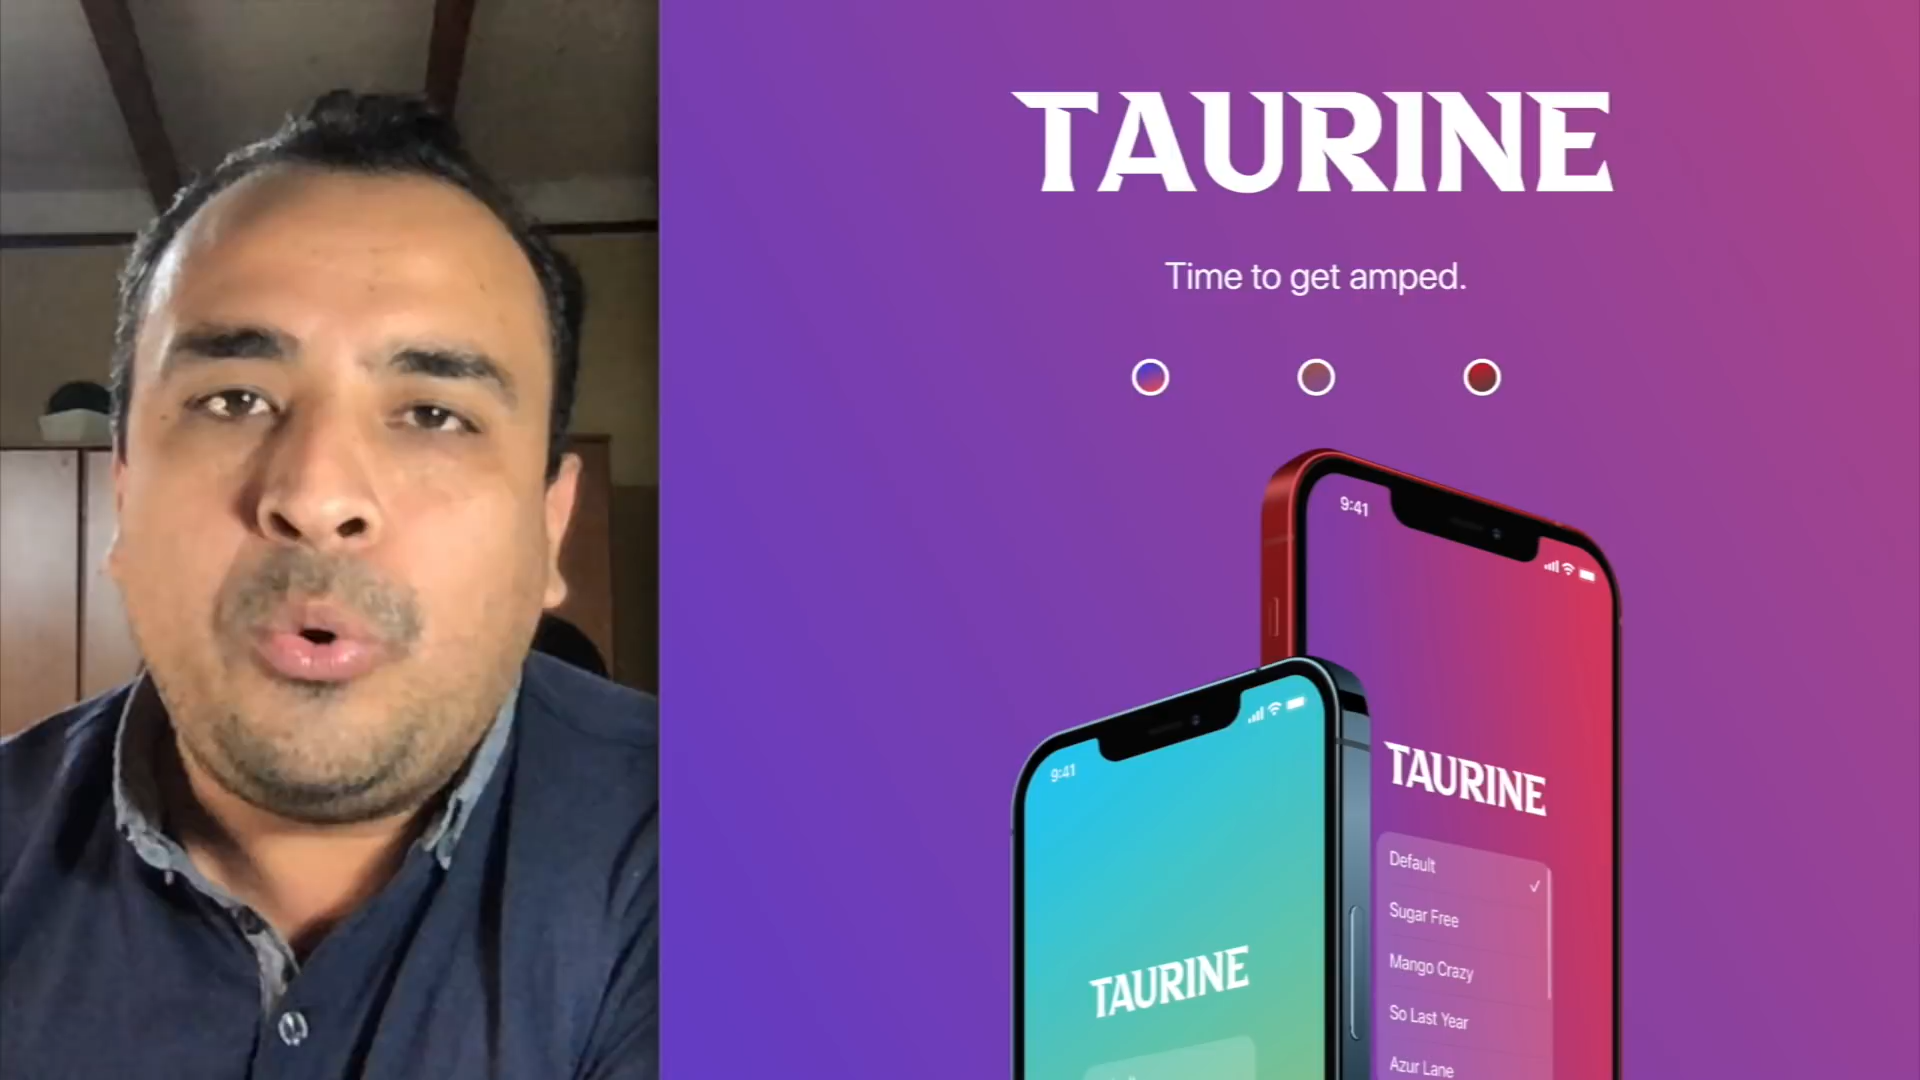 TAURINE
Time to get amped.
9:41
9:41
TAURINE
Default
Sugar Free
Mango Crazy
So Last Year
Azur Lane
TAURINE